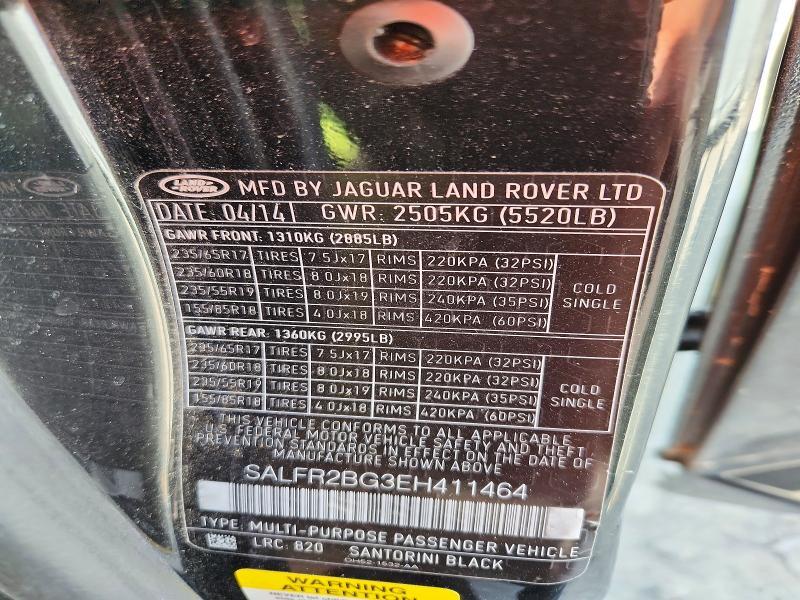 LAND ROVER MFD BY JAGUAR LAND ROVER LTD
DATE: 04/14 GWR: 2505KG (5520LB)
GAWR FRONT: 1310KG (2885LB)
235/65R17 TIRES 7.5Jx17 RIMS 220KPA (32PSI)
235/60R18 TIRES 8.0Jx18 RIMS 220KPA (32PSI)
235/55R19 TIRES 8.0Jx19 RIMS 240KPA (35PSI)
155/85R18 TIRES 4.0Jx18 RIMS 420KPA (60PSI)
COLD
SINGLE
GAWR REAR: 1360KG (2995LB)
235/65R17 TIRES 7.5Jx17 RIMS 220KPA (32PSI)
235/60R18 TIRES 8.0Jx18 RIMS 220KPA (32PSI)
235/55R19 TIRES 8.0Jx19 RIMS 240KPA (35PSI)
155/85R18 TIRES 4.0Jx18 RIMS 420KPA (60PSI)
COLD
SINGLE
THIS VEHICLE CONFORMS TO ALL APPLICABLE
U.S. FEDERAL MOTOR VEHICLE SAFETY AND THEFT
PREVENTION STANDARDS IN EFFECT ON THE DATE OF
MANUFACTURE SHOWN ABOVE
SALFR2BG3EH411464
TYPE: MULTI-PURPOSE PASSENGER VEHICLE
LRC: 820 SANTORINI BLACK
DH52-1532-AA
WARNING
ATTENTION